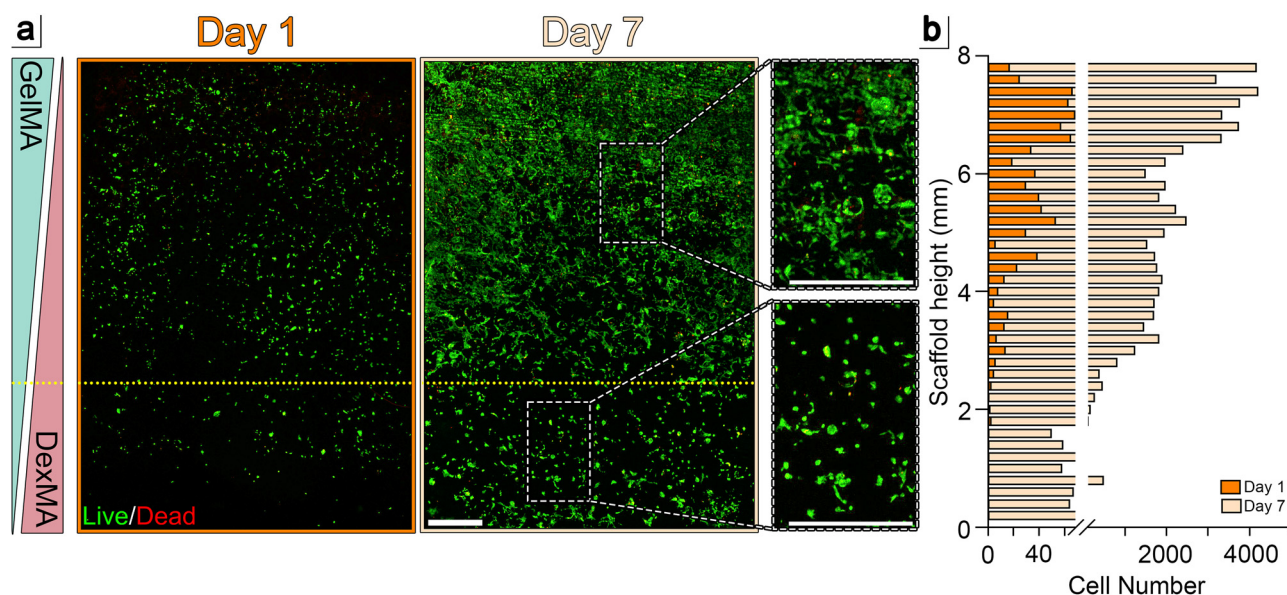 a
Day 1
Day 7
b
GelMA
DexMA
Live/Dead
8
6
4
2
0
Scaffold height (mm)
Day 1
Day 7
0
40
2000
4000
Cell Number